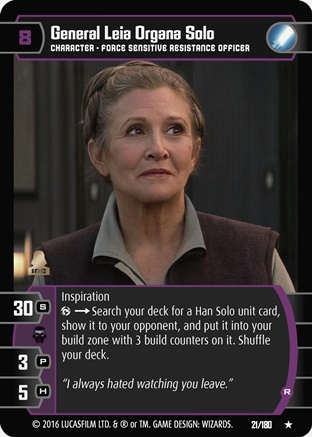 8 General Leia Organa Solo
CHARACTER - FORCE SENSITIVE RESISTANCE OFFICER
Inspiration
30 S
Search your deck for a Han Solo unit card,
show it to your opponent, and put it into your
build zone with 3 build counters on it. Shuffle
3 P
your deck.
5 H
“I always hated watching you leave.”
R
© 2016 LUCASFILM LTD. & ® or TM. GAME DESIGN: WIZARDS. 21/180